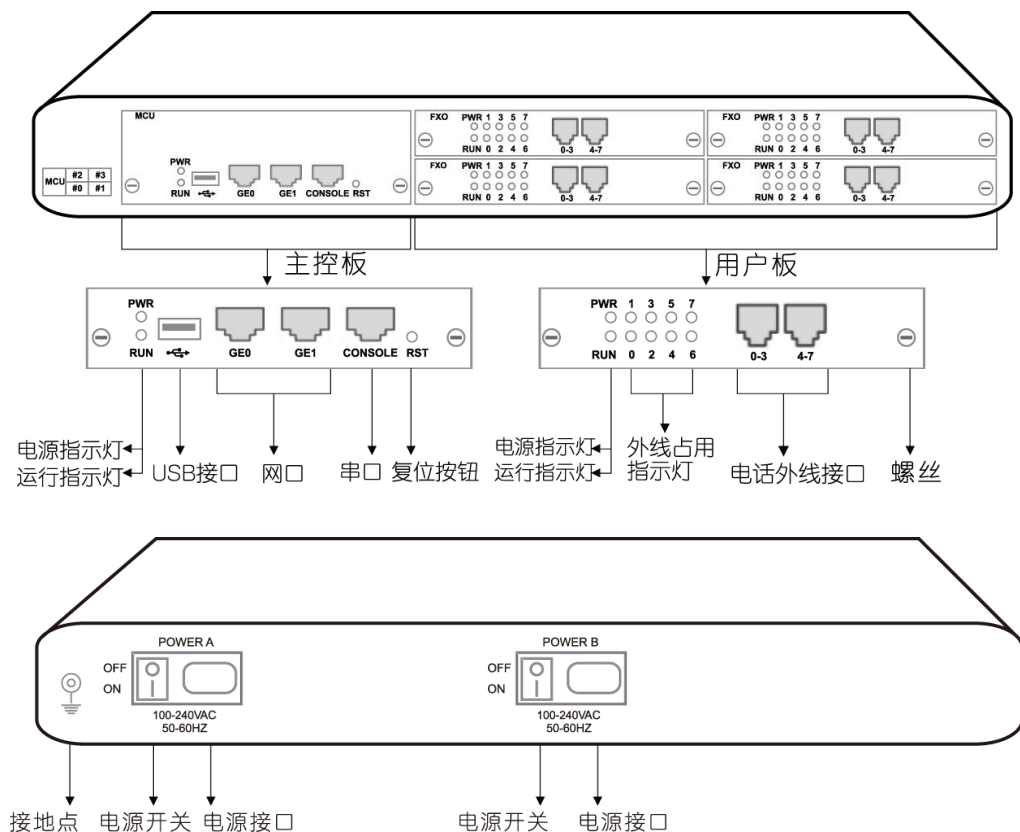 MCU
PWR
RUN GE0 GE1 CONSOLE RST
MCU #2 #3
#0 #1
FXO PWR 1 3 5 7
RUN 0 2 4 6 0-3 4-7
FXO PWR 1 3 5 7
RUN 0 2 4 6 0-3 4-7
FXO PWR 1 3 5 7
RUN 0 2 4 6 0-3 4-7
FXO PWR 1 3 5 7
RUN 0 2 4 6 0-3 4-7
主控板
用户板
PWR
RUN GE0 GE1 CONSOLE RST
PWR 1 3 5 7
RUN 0 2 4 6 0-3 4-7
电源指示灯
运行指示灯
USB接口
网口
串口
复位按钮
电源指示灯
运行指示灯
外线占用
指示灯
电话外线接口
螺丝
POWER A
OFF
ON
100-240VAC
50-60HZ
POWER B
OFF
ON
100-240VAC
50-60HZ
接地点
电源开关
电源接口
电源开关
电源接口